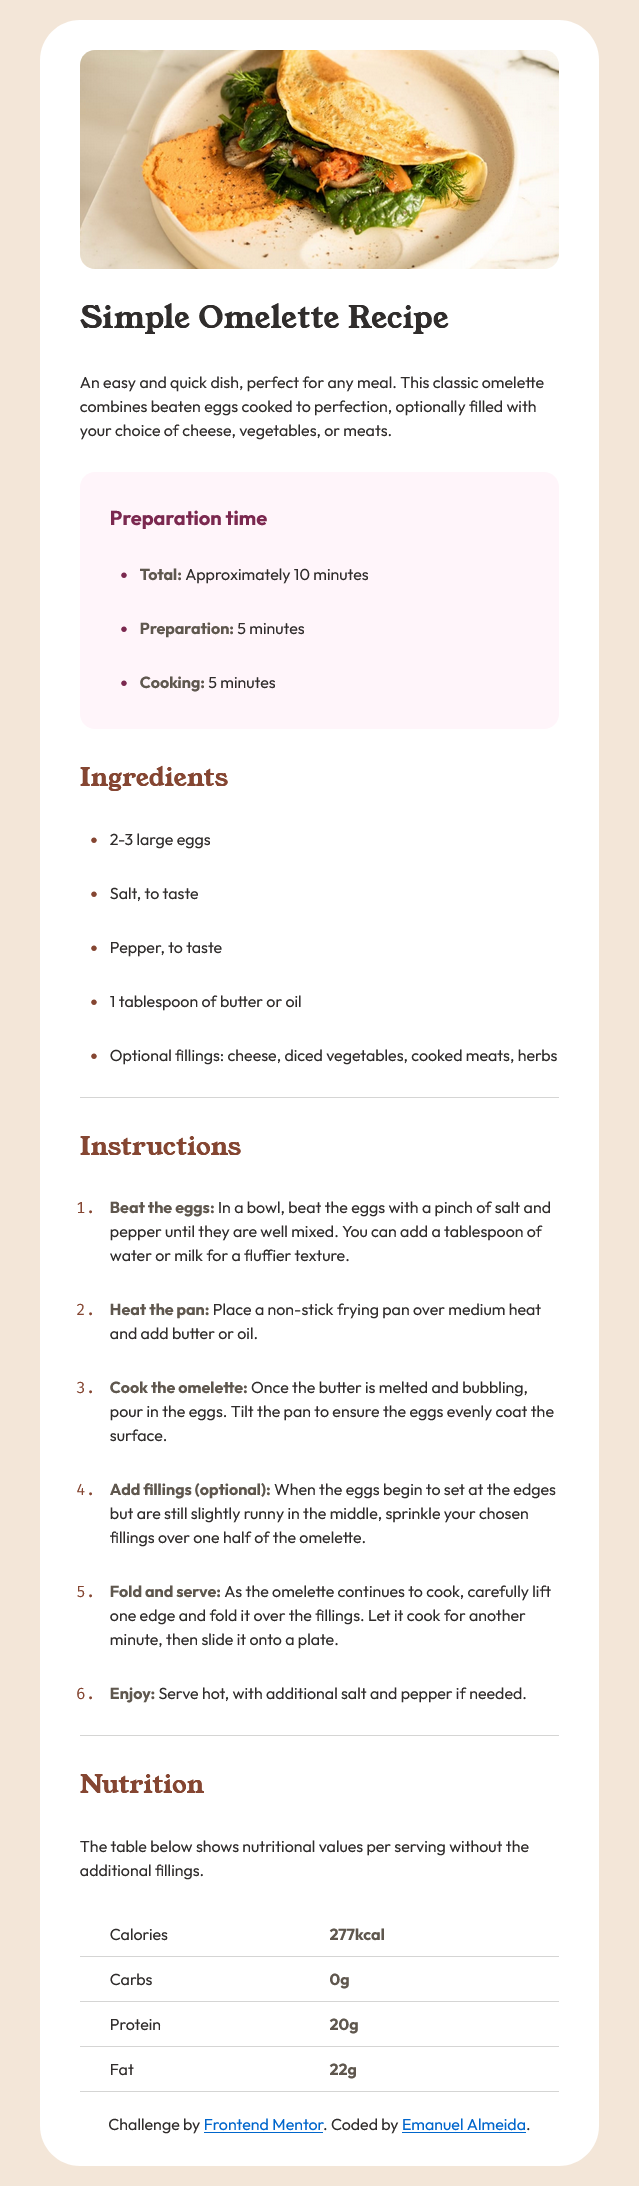 Simple Omelette Recipe
An easy and quick dish, perfect for any meal. This classic omelette
combines beaten eggs cooked to perfection, optionally filled with
your choice of cheese, vegetables, or meats.
Preparation time
• Total: Approximately 10 minutes
• Preparation: 5 minutes
• Cooking: 5 minutes
Ingredients
• 2-3 large eggs
• Salt, to taste
• Pepper, to taste
• 1 tablespoon of butter or oil
• Optional fillings: cheese, diced vegetables, cooked meats, herbs
Instructions
1. Beat the eggs: In a bowl, beat the eggs with a pinch of salt and
pepper until they are well mixed. You can add a tablespoon of
water or milk for a fluffier texture.
2. Heat the pan: Place a non-stick frying pan over medium heat
and add butter or oil.
3. Cook the omelette: Once the butter is melted and bubbling,
pour in the eggs. Tilt the pan to ensure the eggs evenly coat the
surface.
4. Add fillings (optional): When the eggs begin to set at the edges
but are still slightly runny in the middle, sprinkle your chosen
fillings over one half of the omelette.
5. Fold and serve: As the omelette continues to cook, carefully lift
one edge and fold it over the fillings. Let it cook for another
minute, then slide it onto a plate.
6. Enjoy: Serve hot, with additional salt and pepper if needed.
Nutrition
The table below shows nutritional values per serving without the
additional fillings.
Calories 277kcal
Carbs 0g
Protein 20g
Fat 22g
Challenge by Frontend Mentor. Coded by Emanuel Almeida.